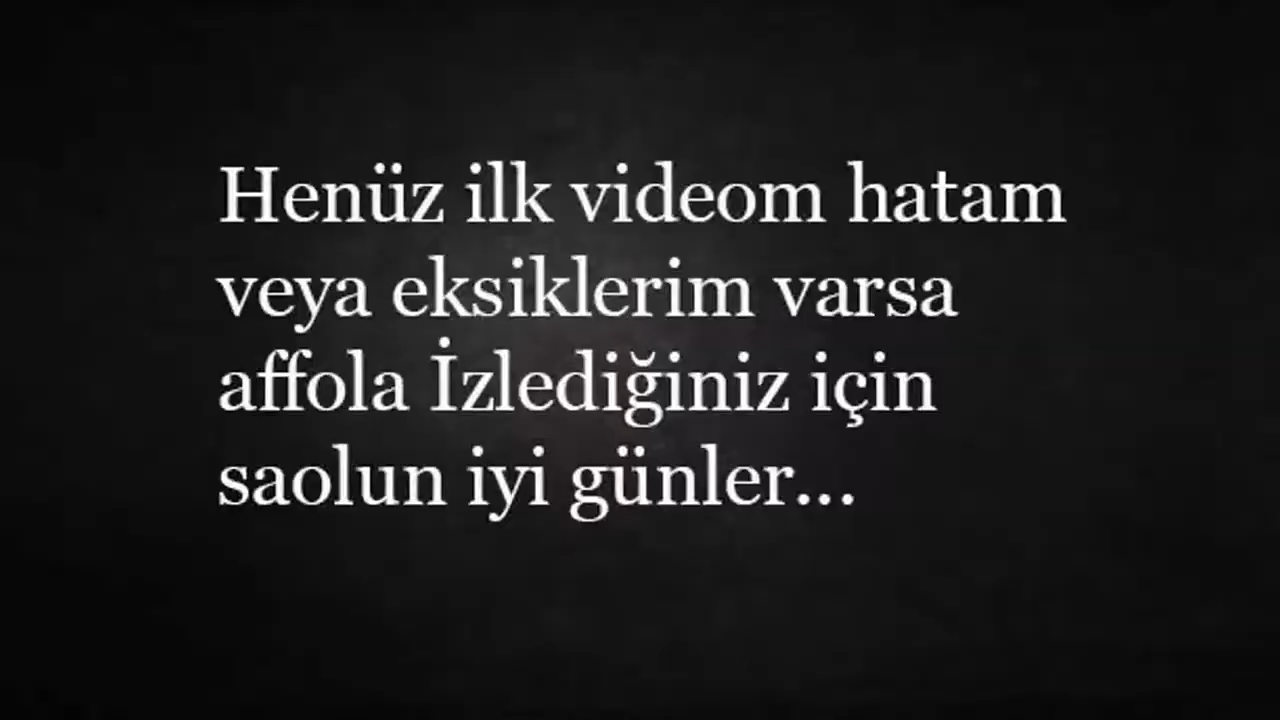 Henüz ilk videom hatam
veya eksiklerim varsa
affola İzlediğiniz için
saolun iyi günler...